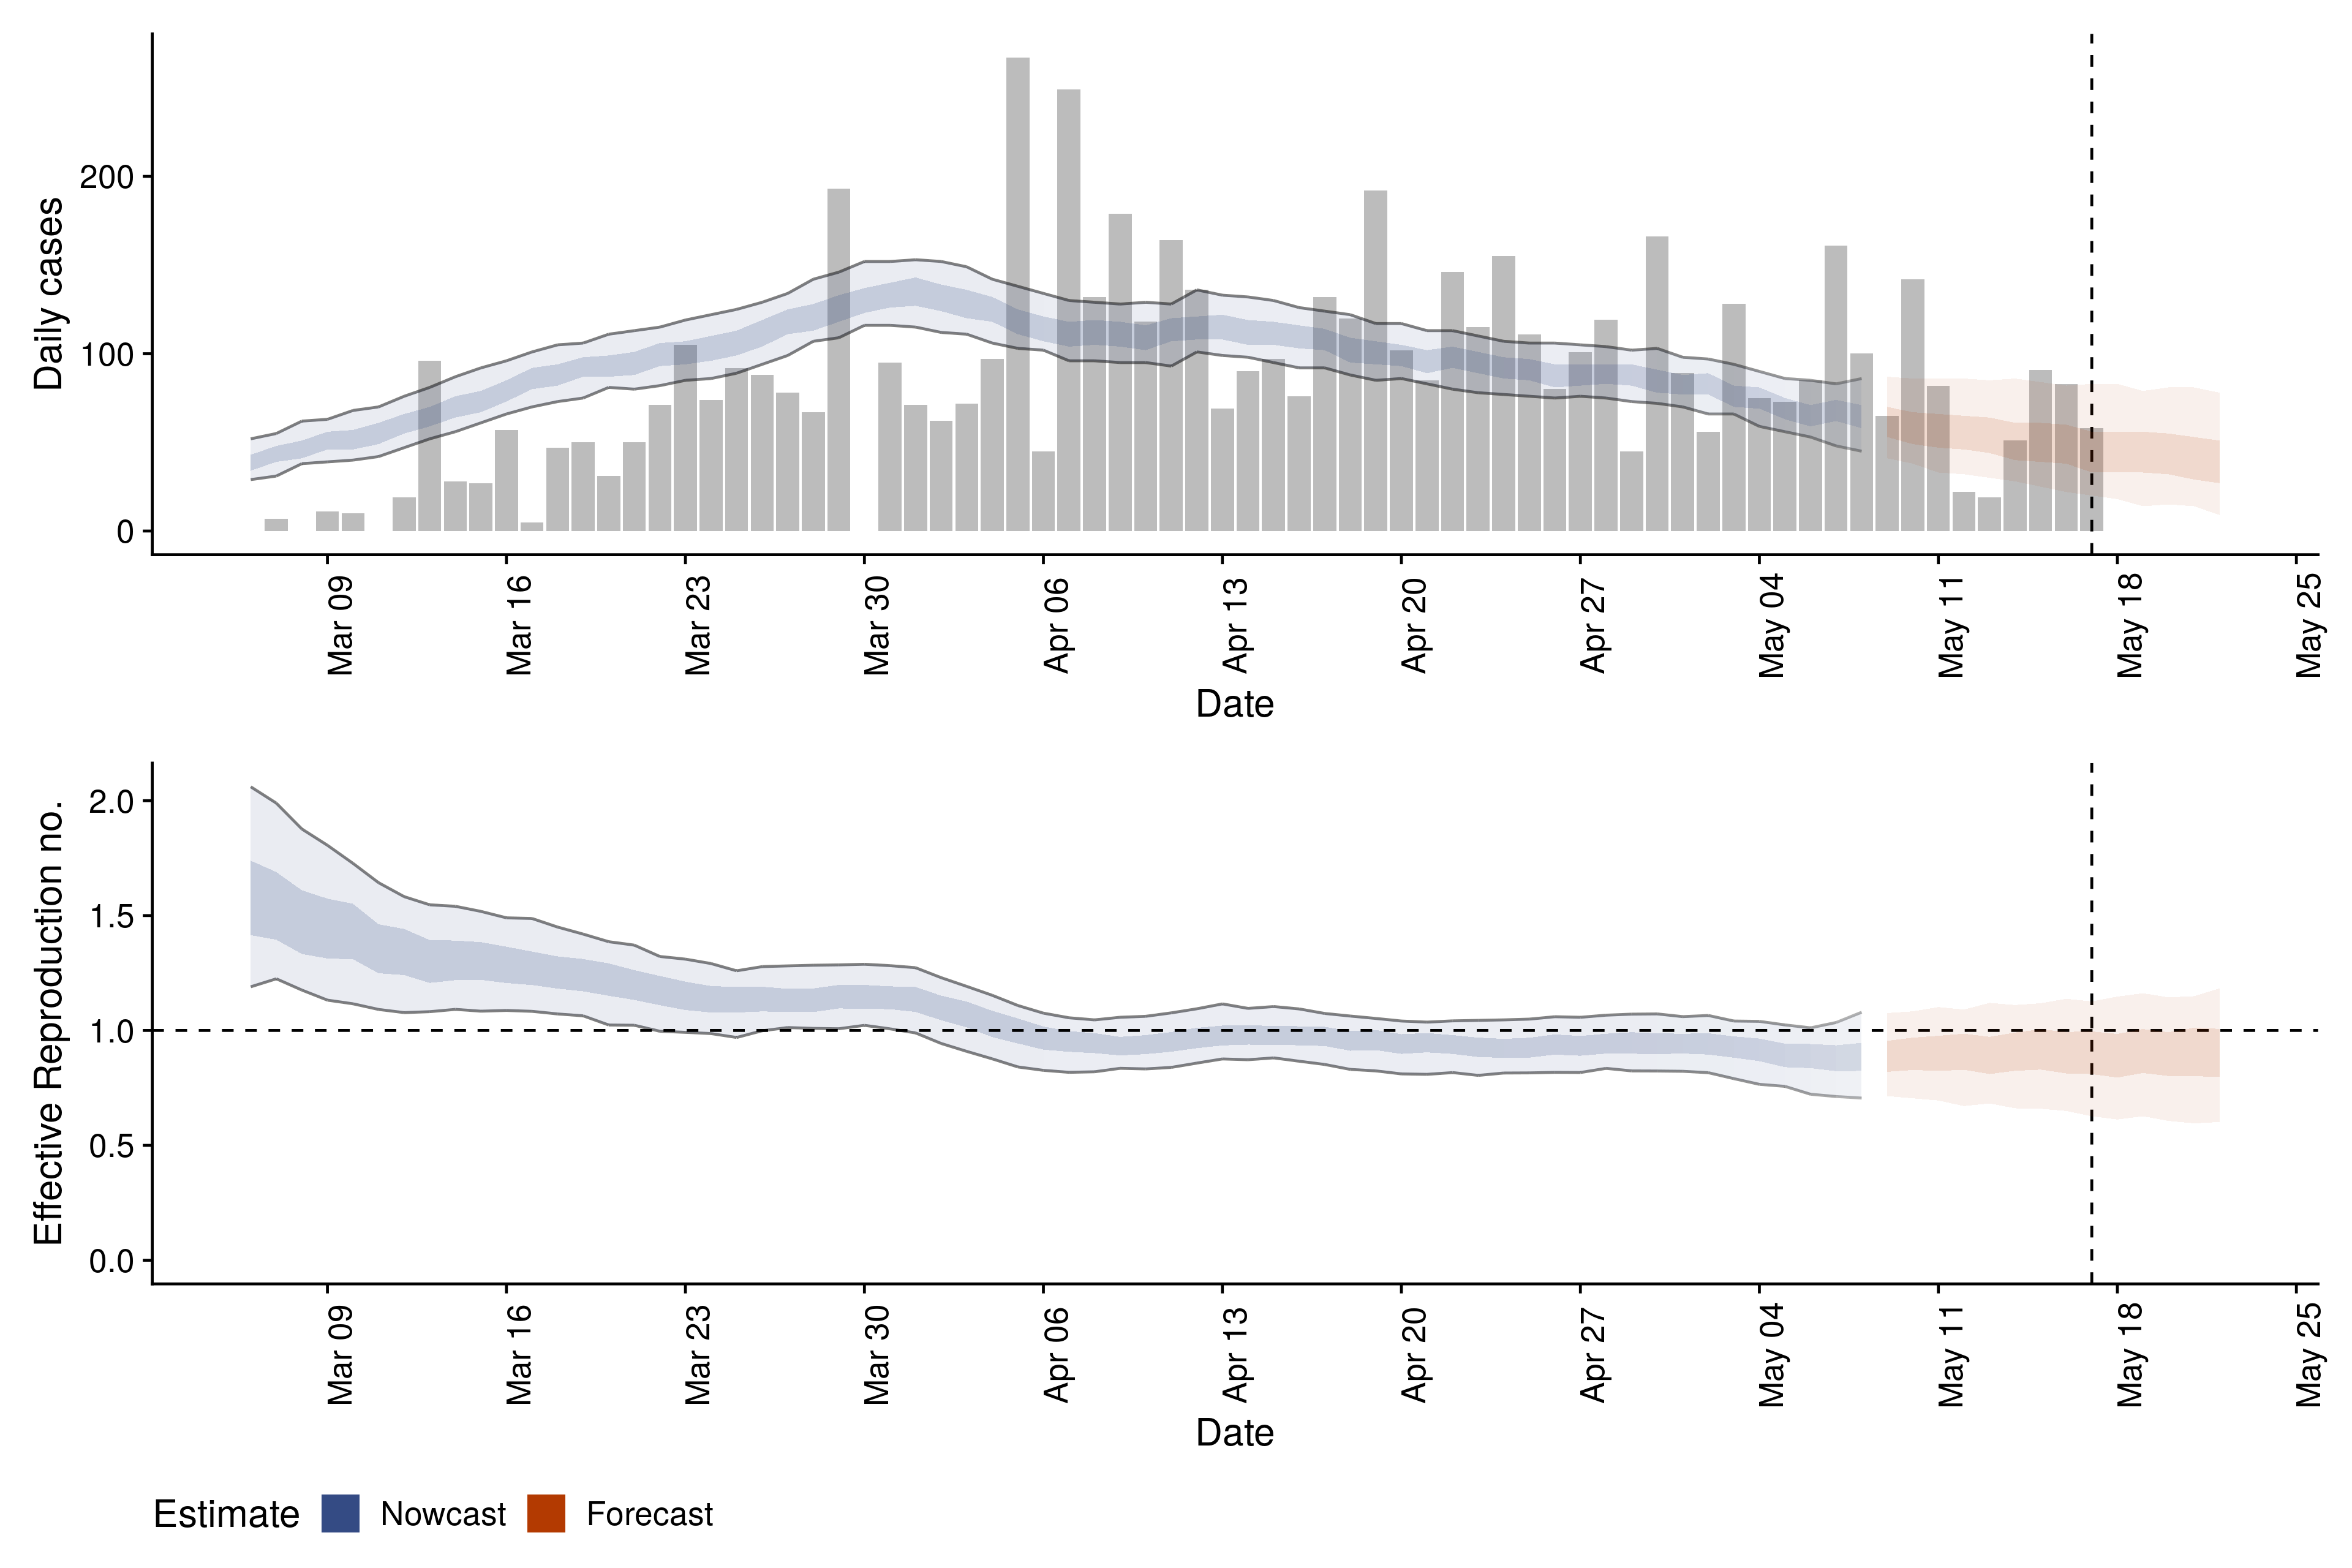 Daily cases
200
100
0
Mar 09
Mar 16
Mar 23
Mar 30
Apr 06
Apr 13
Apr 20
Apr 27
May 04
May 11
May 18
May 25
Date
Effective Reproduction no.
2.0
1.5
1.0
0.5
0.0
Mar 09
Mar 16
Mar 23
Mar 30
Apr 06
Apr 13
Apr 20
Apr 27
May 04
May 11
May 18
May 25
Date
Estimate Nowcast Forecast